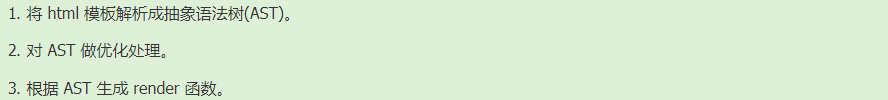 1. 将 html 模板解析成抽象语法树(AST)。
2. 对 AST 做优化处理。
3. 根据 AST 生成 render 函数。